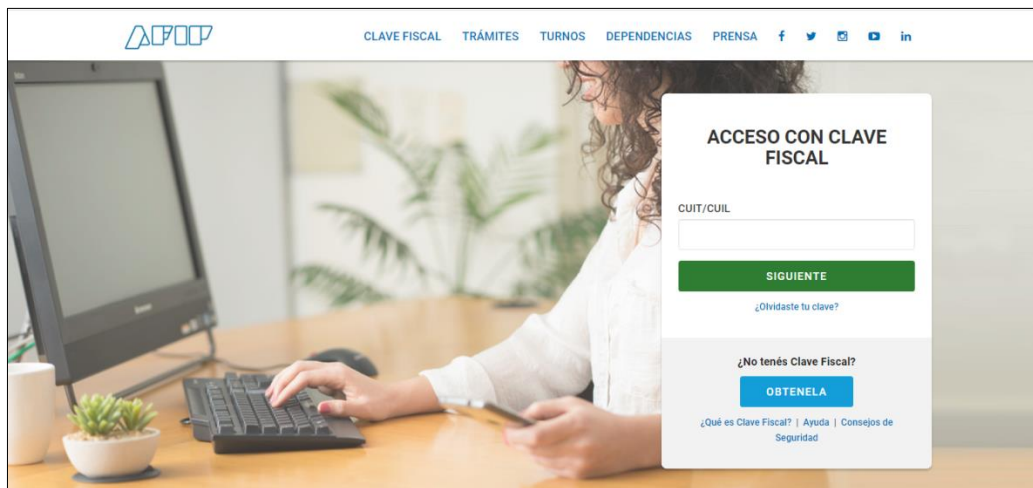 AFIP
CLAVE FISCAL TRÁMITES TURNOS DEPENDENCIAS PRENSA
ACCESO CON CLAVE
FISCAL
CUIT/CUIL
SIGUIENTE
¿Olvidaste tu clave?
¿No tenés Clave Fiscal?
OBTENELA
¿Qué es Clave Fiscal? | Ayuda | Consejos de
Seguridad